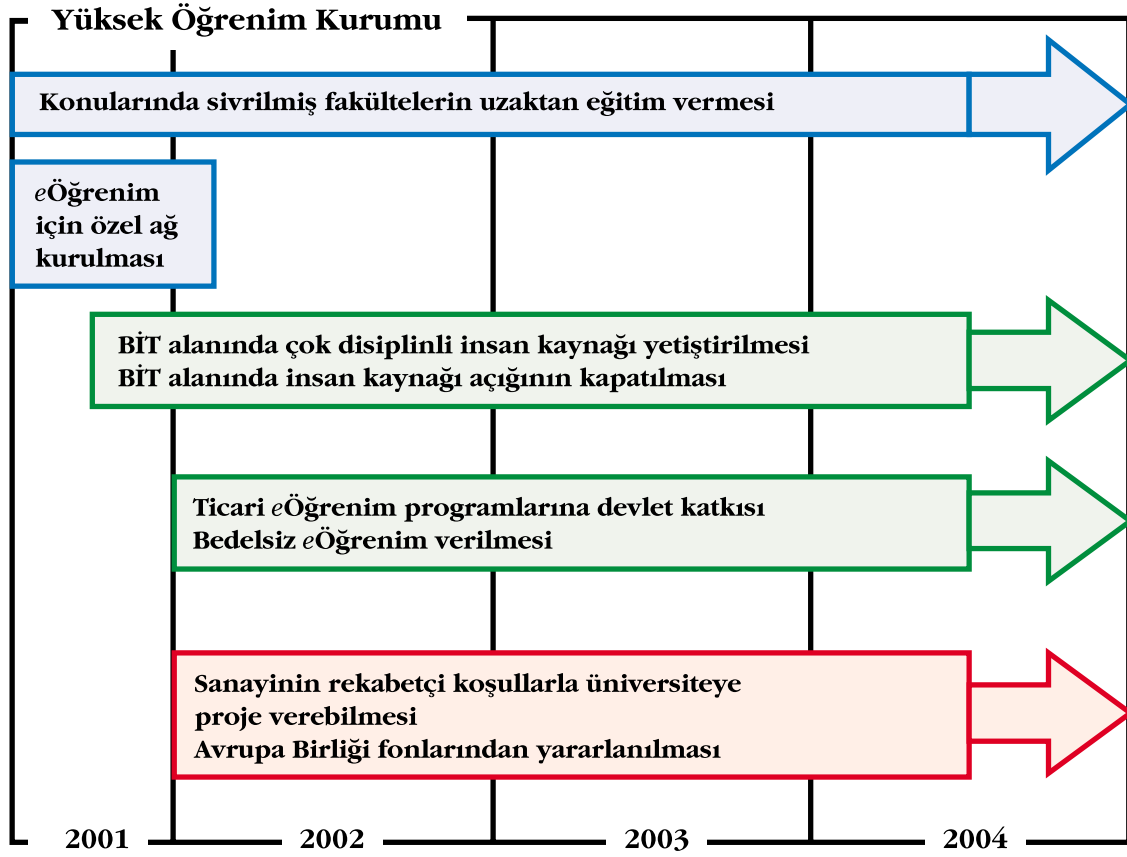 Yüksek Öğrenim Kurumu
Konularında sivrilmiş fakültelerin uzaktan eğitim vermesi
eÖğrenim
için özel ağ
kurulması
BİT alanında çok disiplinli insan kaynağı yetiştirilmesi
BİT alanında insan kaynağı açığının kapatılması
Ticari eÖğrenim programlarına devlet katkısı
Bedelsiz eÖğrenim verilmesi
Sanayinin rekabetçi koşullarla üniversiteye
proje verebilmesi
Avrupa Birliği fonlarından yararlanılması
2001 2002 2003 2004